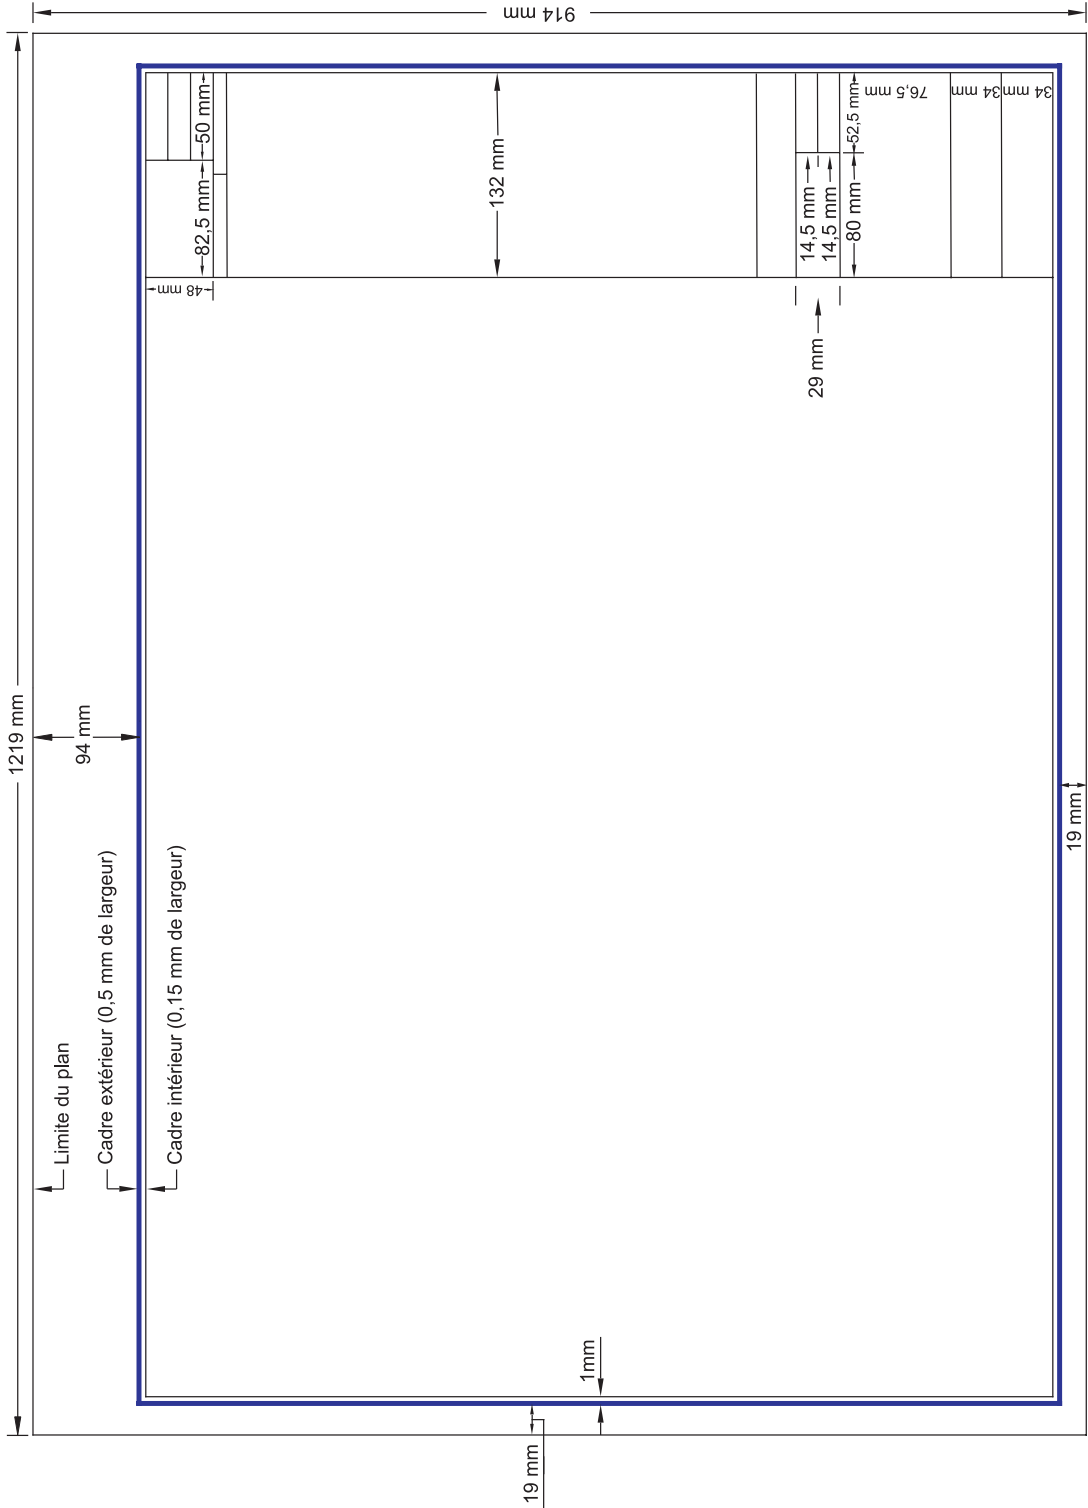 914 mm
50 mm
82,5 mm
48 mm
132 mm
14,5 mm
14,5 mm
52,5 mm
80 mm
76,5 mm
34 mm
34 mm
29 mm
1219 mm
94 mm
19 mm
Limite du plan
Cadre extérieur (0,5 mm de largeur)
Cadre intérieur (0,15 mm de largeur)
1mm
19 mm